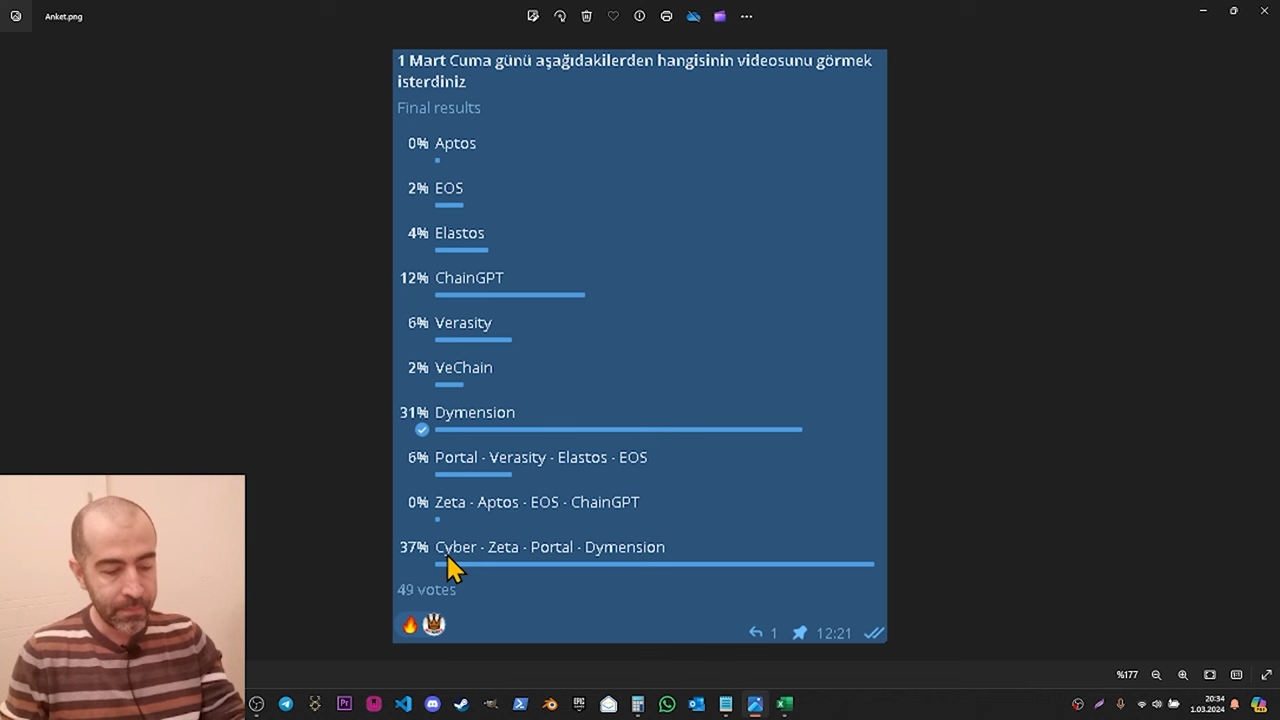 Anket.png
1 Mart Cuma günü aşağıdakilerden hangisinin videosunu görmek
isterdiniz
Final results
0% Aptos
2% EOS
4% Elastos
12% ChainGPT
6% Verasity
2% VeChain
31% Dymension
6% Portal - Verasity - Elastos - EOS
0% Zeta - Aptos - EOS - ChainGPT
37% Cyber - Zeta - Portal - Dymension
49 votes
1 12:21
%177
20:34
1.03.2024